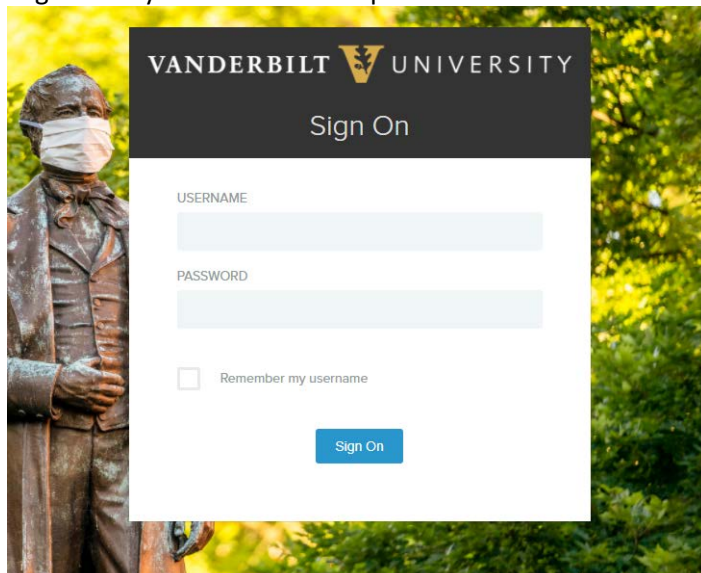 VANDERBILT V UNIVERSITY
Sign On
USERNAME
PASSWORD
Remember my username
Sign On